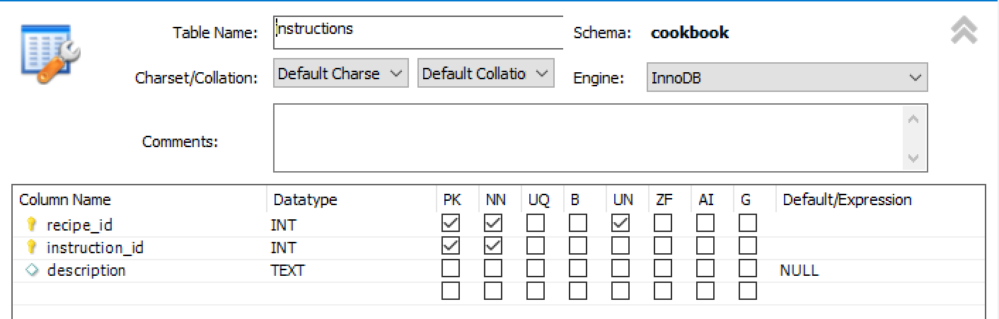 Table Name: instructions Schema: cookbook
Charset/Collation: Default Charse Default Collatio Engine: InnoDB
Comments:
Column Name Datatype PK NN UQ B UN ZF AI G Default/Expression
recipe_id INT
instruction_id INT
description TEXT NULL